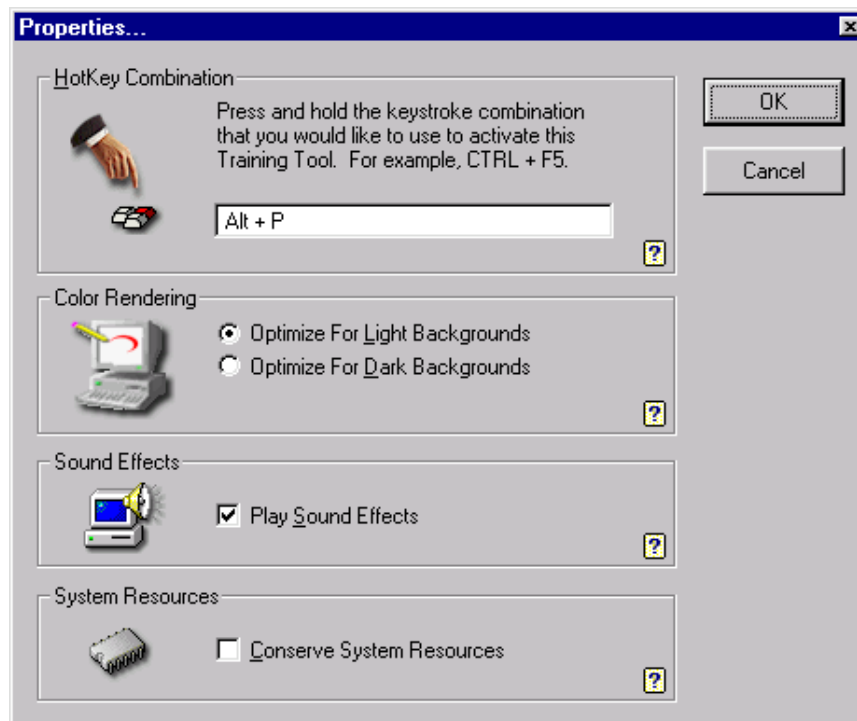 Properties...
HotKey Combination
Press and hold the keystroke combination
that you would like to use to activate this
Training Tool. For example, CTRL + F5.
Alt + P
?
OK
Cancel
Color Rendering
Optimize For Light Backgrounds
Optimize For Dark Backgrounds
?
Sound Effects
Play Sound Effects
?
System Resources
Conserve System Resources
?